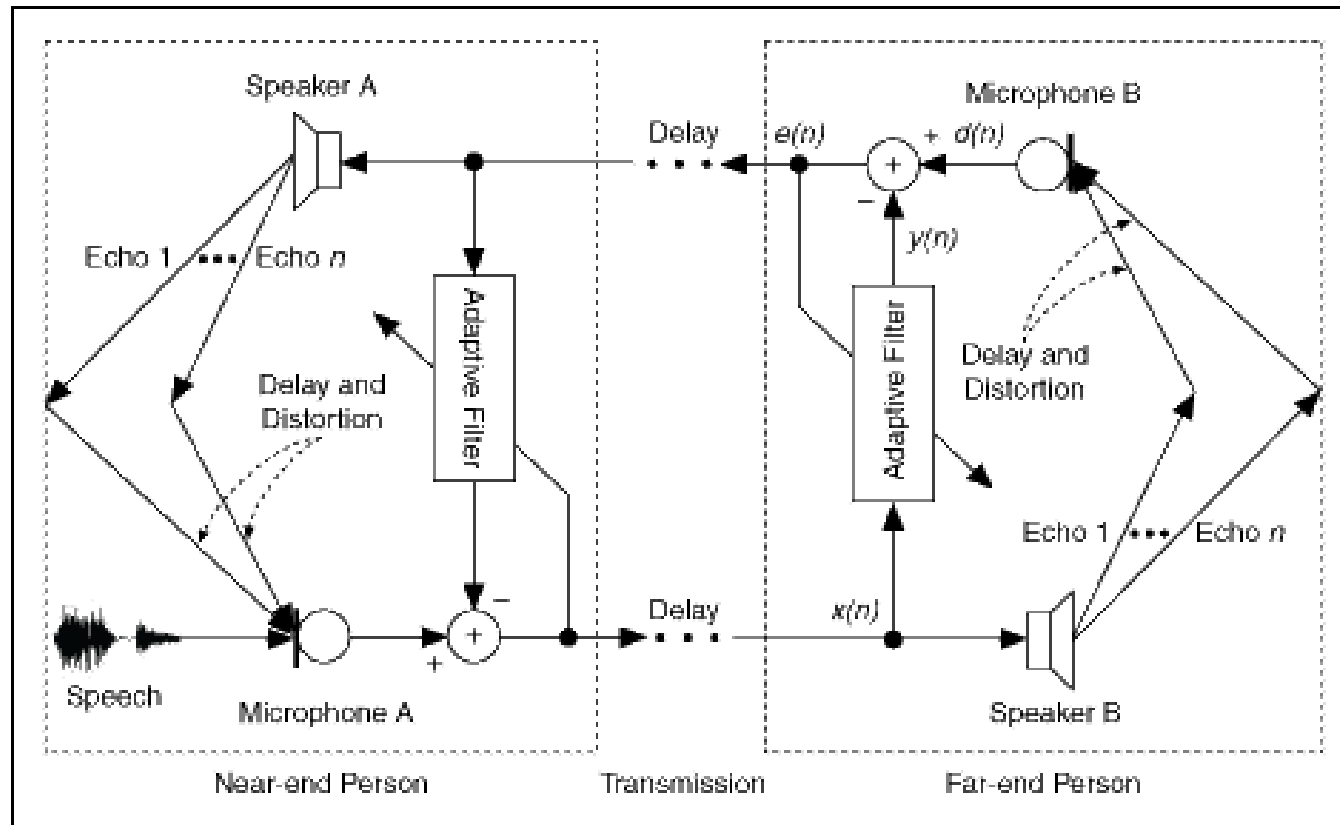 Speaker A
Microphone B
Delay
e(n)
+
d(n)
+
−
y(n)
Echo 1
Echo n
Adaptive Filter
Adaptive Filter
Delay and
Distortion
Delay and
Distortion
Echo 1
Echo n
−
Delay
x(n)
+
+
Speech
Microphone A
Speaker B
Near-end Person
Transmission
Far-end Person